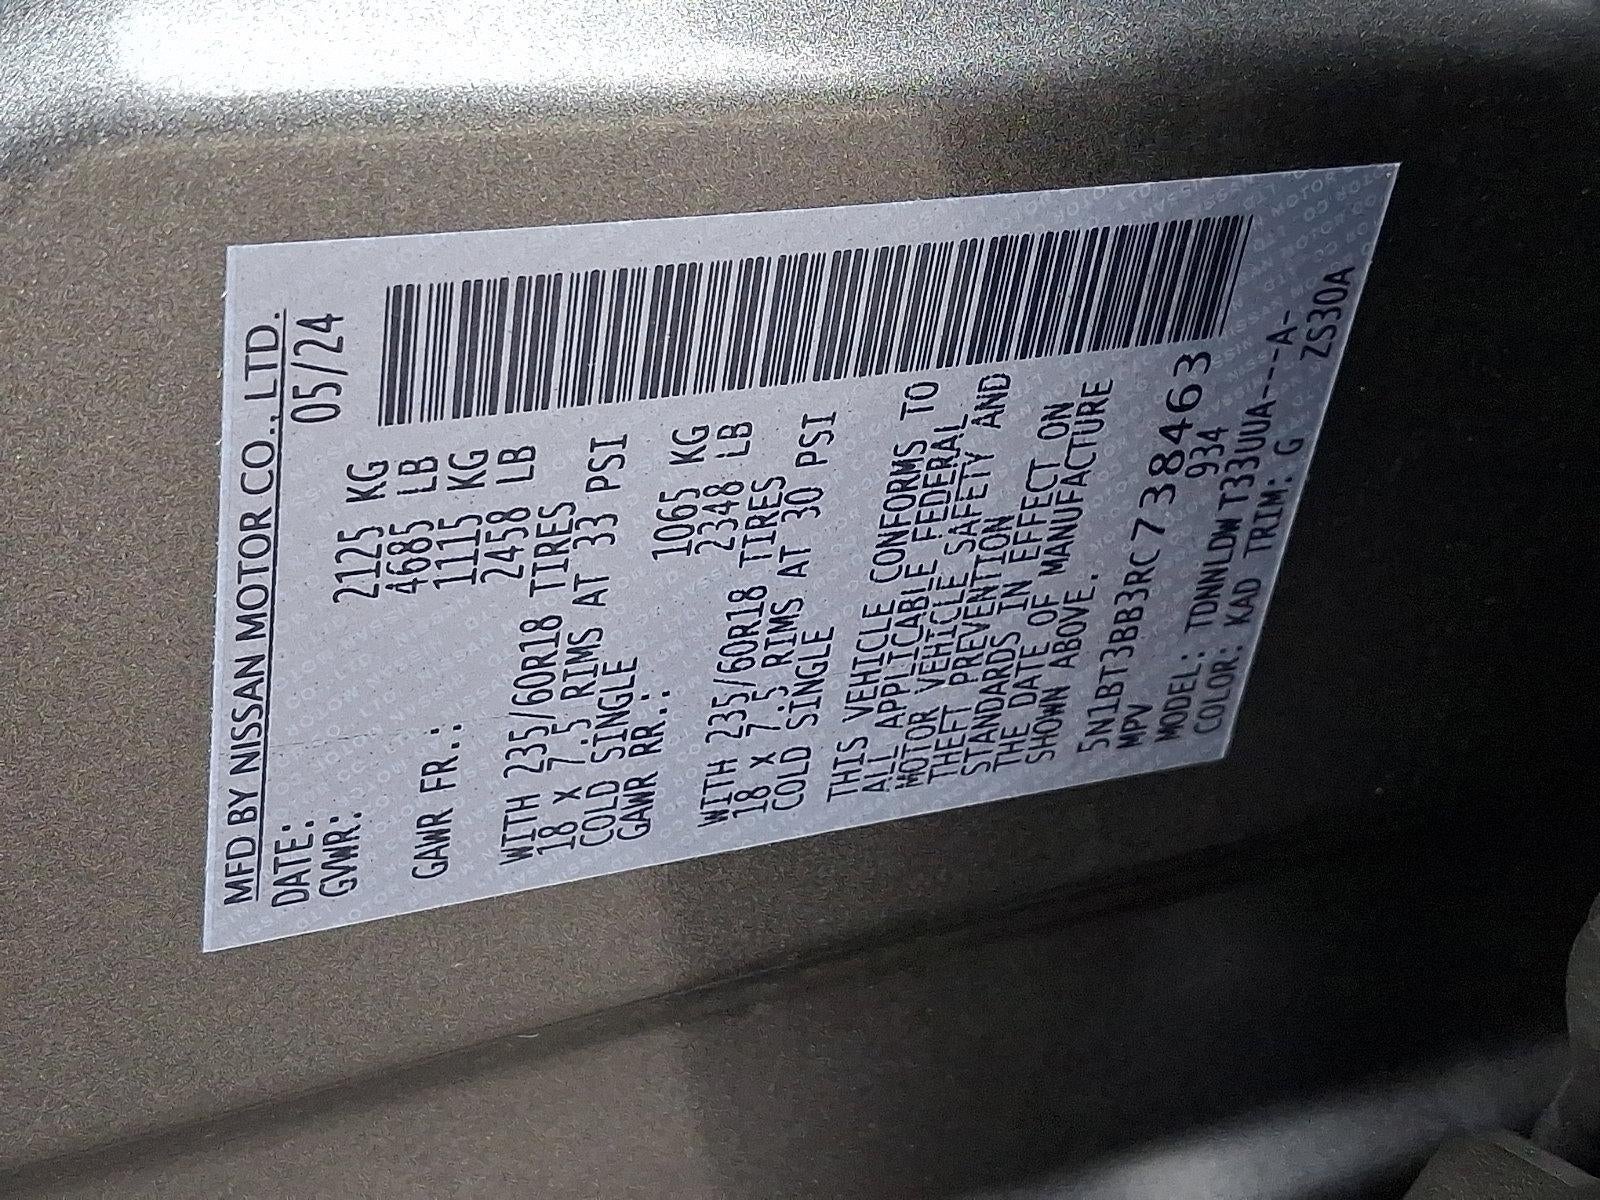 MFD BY NISSAN MOTOR CO., LTD.
DATE: 05/24
GVWR: 2125 KG
4685 LB
GAWR FR.: 1115 KG
2458 LB
WITH 235/60R18 TIRES
18 X 7.5 RIMS AT 33 PSI
COLD SINGLE
GAWR RR.: 1065 KG
2348 LB
WITH 235/60R18 TIRES
18 X 7.5 RIMS AT 30 PSI
COLD SINGLE
THIS VEHICLE CONFORMS TO
ALL APPLICABLE FEDERAL
MOTOR VEHICLE SAFETY AND
THEFT PREVENTION
STANDARDS IN EFFECT ON
THE DATE OF MANUFACTURE
SHOWN ABOVE.
5N1BT3BB3RC738463
MPV 934
MODEL: TDNNLDW T33UUA----A-
COLOR: KAD TRIM: G ZS30A